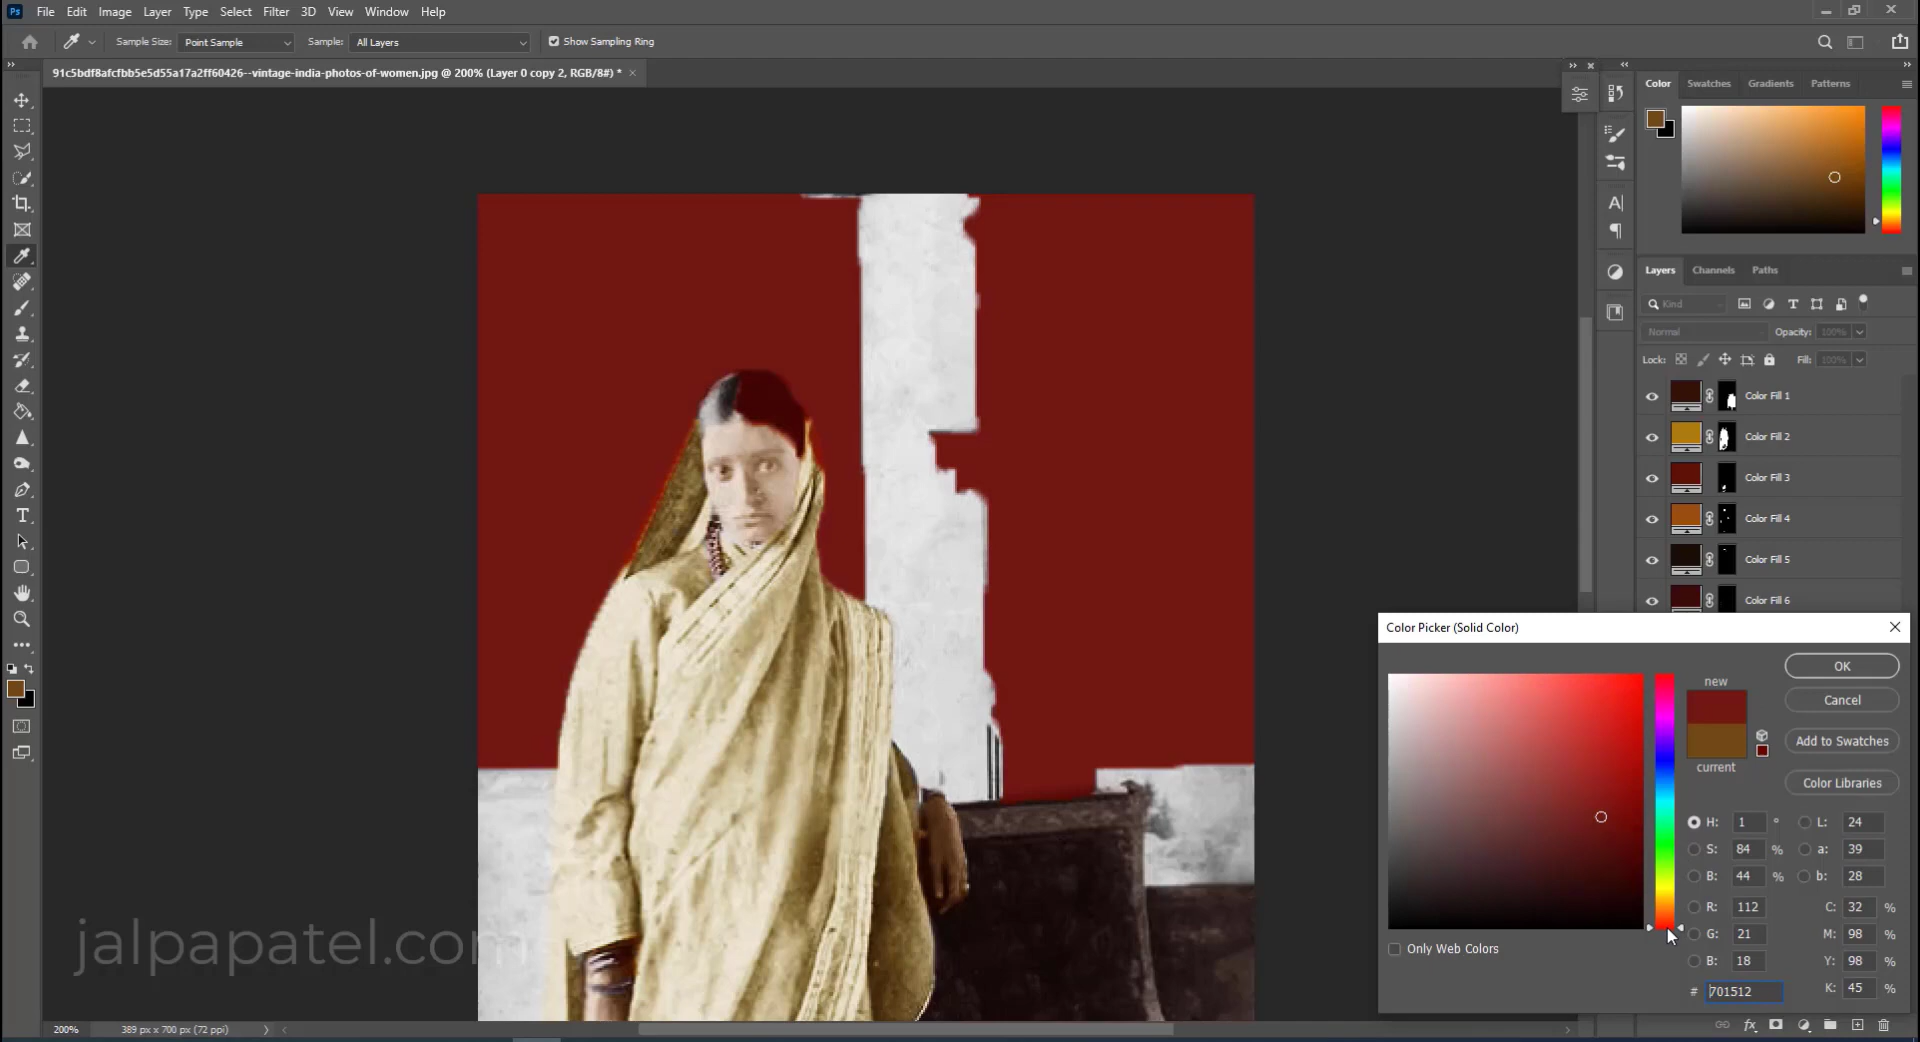 Ps File Edit Image Layer Type Select Filter 3D View Window Help
Sample Size: Point Sample Sample: All Layers Show Sampling Ring
91c5bdf8afcfbb5e5d55a17a2ff60426--vintage-india-photos-of-women.jpg @ 200% (Layer 0 copy 2, RGB/8#) *
Color Swatches Gradients Patterns
Layers Channels Paths
Kind
Normal Opacity: 100%
Lock: Fill: 100%
Color Fill 1
Color Fill 2
Color Fill 3
Color Fill 4
Color Fill 5
Color Fill 6
Color Picker (Solid Color)
OK
new
Cancel
Add to Swatches
current
Color Libraries
H: 1 ° L: 24
S: 84 % a: 39
B: 44 % b: 28
R: 112 C: 32 %
G: 21 M: 98 %
B: 18 Y: 98 %
# 701512 K: 45 %
Only Web Colors
jalpapatel.com
200% 389 px x 700 px (72 ppi)
fx